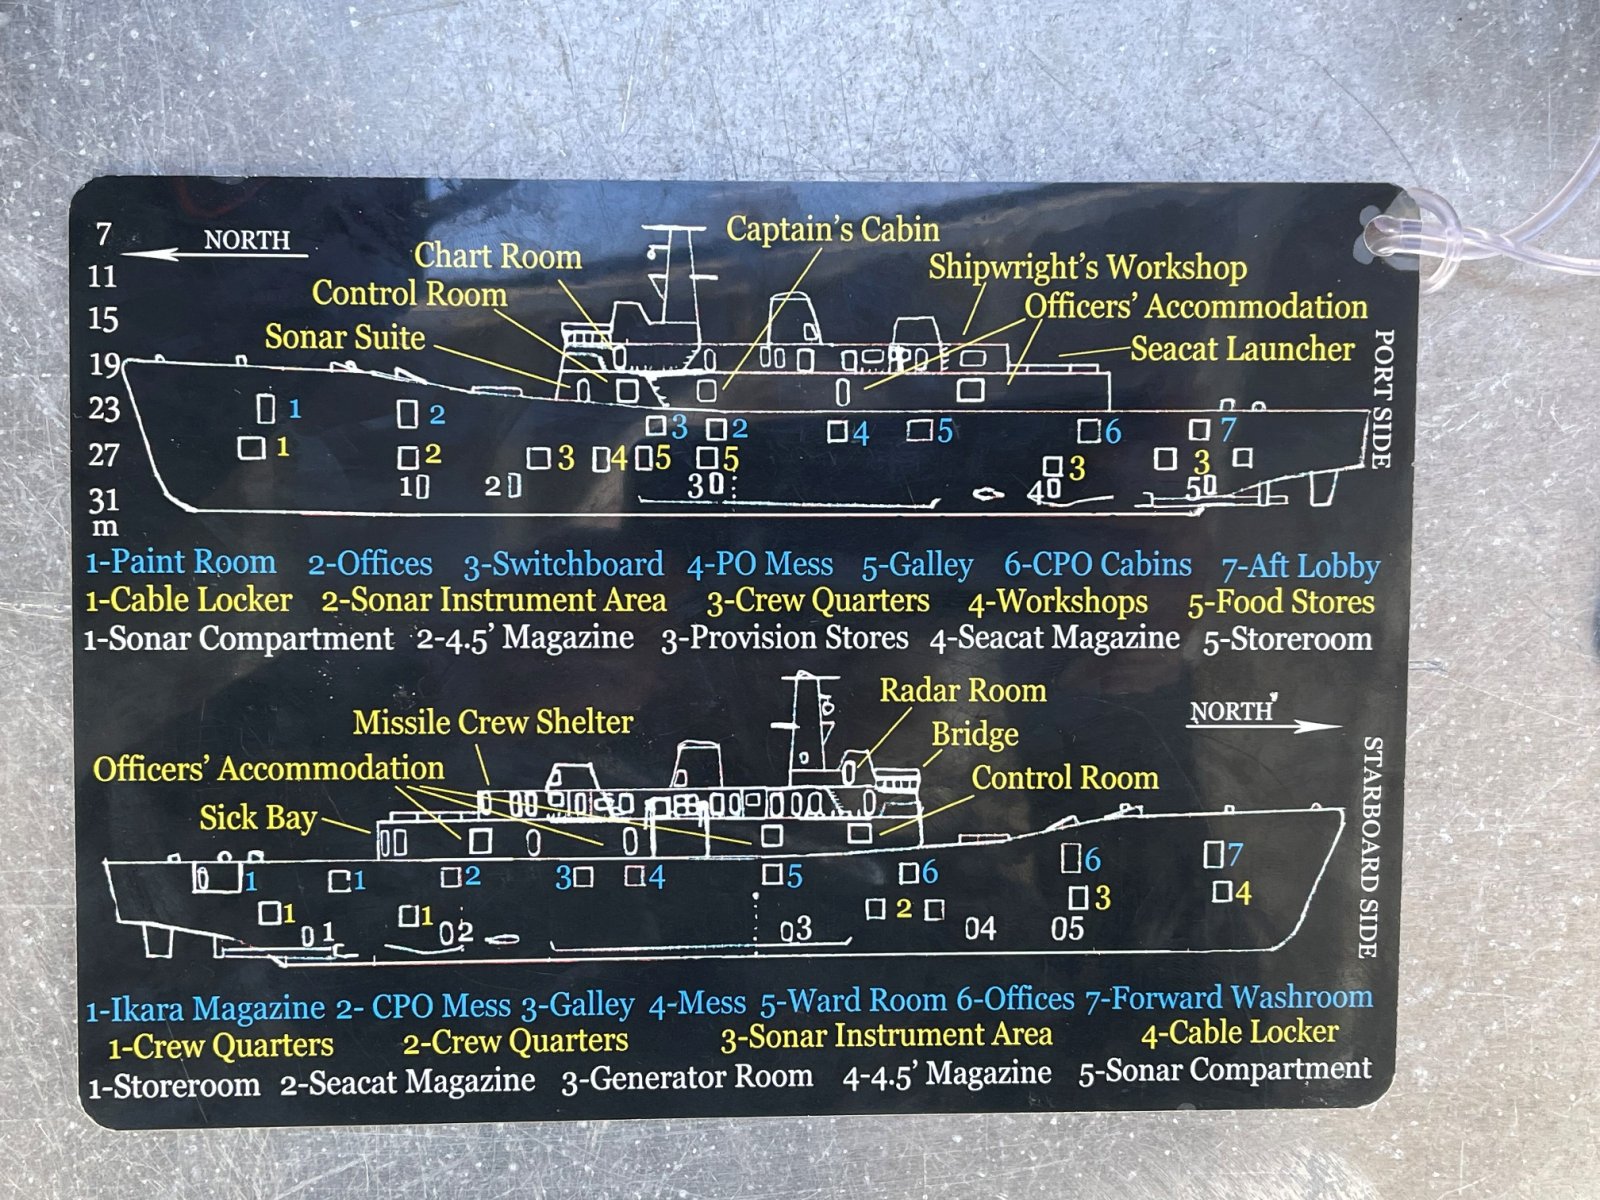 7
NORTH
Captain's Cabin
Chart Room
11
Shipwright's Workshop
Control Room
Officers' Accommodation
15
Sonar Suite
Seacat Launcher
19
PORT SIDE
23
1 2 3 2 4 5 6 7
27
1 2 3 4 5 5 3 3
1 2 3 4 5
31
m
1-Paint Room 2-Offices 3-Switchboard 4-PO Mess 5-Galley 6-CPO Cabins 7-Aft Lobby
1-Cable Locker 2-Sonar Instrument Area 3-Crew Quarters 4-Workshops 5-Food Stores
1-Sonar Compartment 2-4.5' Magazine 3-Provision Stores 4-Seacat Magazine 5-Storeroom
Radar Room
NORTH
Missile Crew Shelter
Bridge
Officers' Accommodation
Control Room
Sick Bay
STARBOARD SIDE
1 1 2 3 4 5 6 6 7
1 1 2 3 4
1 2 3 4 5
1-Ikara Magazine 2- CPO Mess 3-Galley 4-Mess 5-Ward Room 6-Offices 7-Forward Washroom
1-Crew Quarters 2-Crew Quarters 3-Sonar Instrument Area 4-Cable Locker
1-Storeroom 2-Seacat Magazine 3-Generator Room 4-4.5' Magazine 5-Sonar Compartment